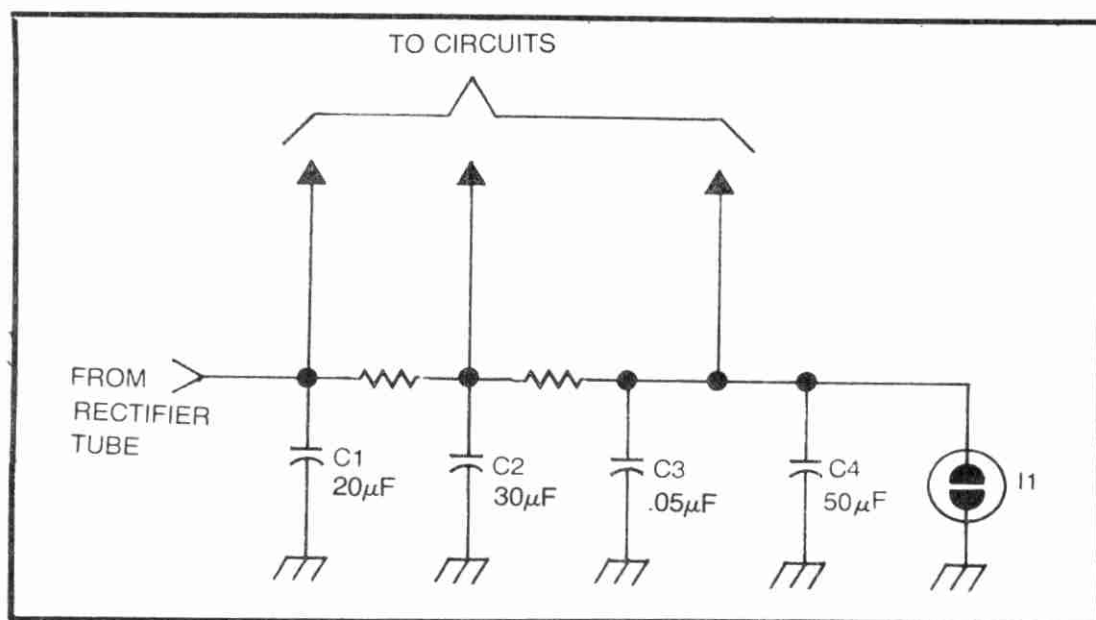 TO CIRCUITS
FROM
RECTIFIER
TUBE
C1
20µF
C2
30µF
C3
.05µF
C4
50µF
I1